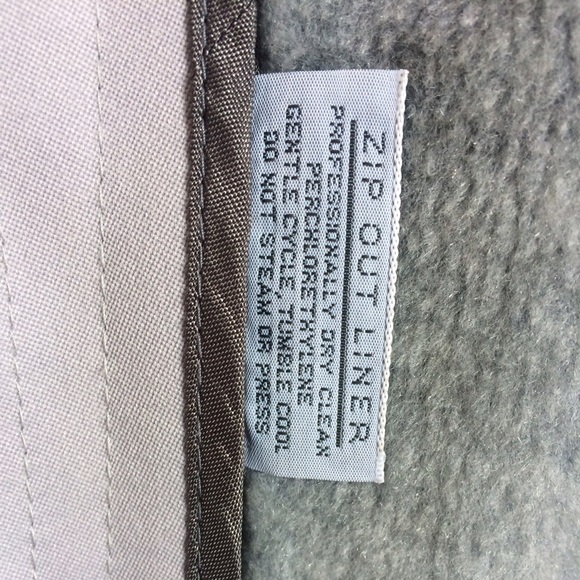 ZIP OUT LINER
PROFESSIONALLY DRY CLEAN
PERCHLORETHYLENE
GENTLE CYCLE, TUMBLE COOL
DO NOT STEAM OR PRESS